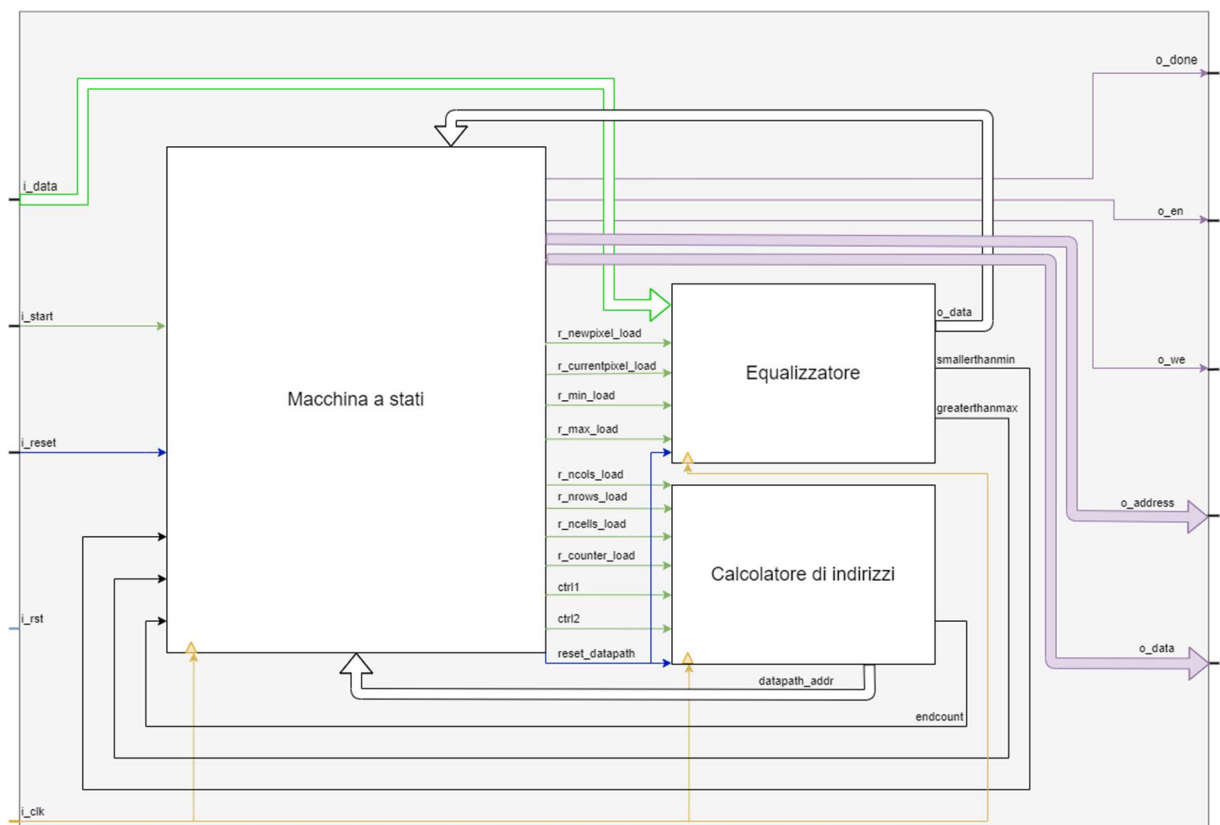 o_done
i_data
o_en
i_start
o_data
r_newpixel_load
smallerthanmin
o_we
r_currentpixel_load
Equalizzatore
r_min_load
Macchina a stati
greaterthanmax
r_max_load
i_reset
r_ncols_load
r_nrows_load
o_address
r_ncells_load
r_counter_load
Calcolatore di indirizzi
ctrl1
i_rst
ctrl2
reset_datapath
o_data
datapath_addr
endcount
i_clk